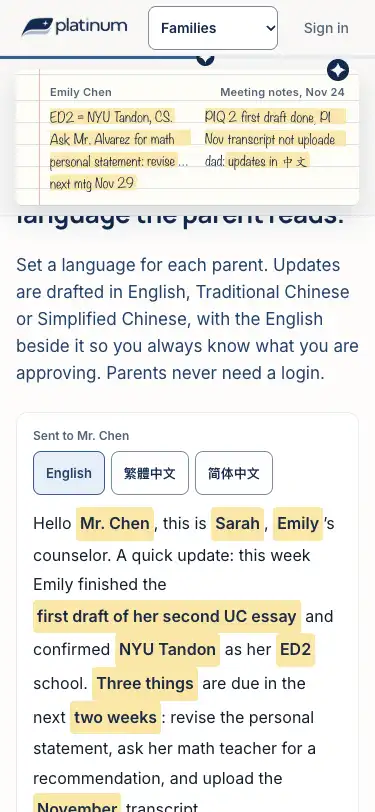 platinum
Families
Sign in
Emily Chen
Meeting notes, Nov 24
ED2 = NYU Tandon, CS.
Ask Mr. Alvarez for math
personal statement: revise ...
next mtg Nov 29
PIQ 2 first draft done. PI
Nov transcript not uploade
dad: updates in 中文
language the parent reads.
Set a language for each parent. Updates
are drafted in English, Traditional Chinese
or Simplified Chinese, with the English
beside it so you always know what you are
approving. Parents never need a login.
Sent to Mr. Chen
English
繁體中文
简体中文
Hello Mr. Chen, this is Sarah, Emily's
counselor. A quick update: this week
Emily finished the
first draft of her second UC essay and
confirmed NYU Tandon as her ED2
school. Three things are due in the
next two weeks: revise the personal
statement, ask her math teacher for a
recommendation, and upload the
November transcript.